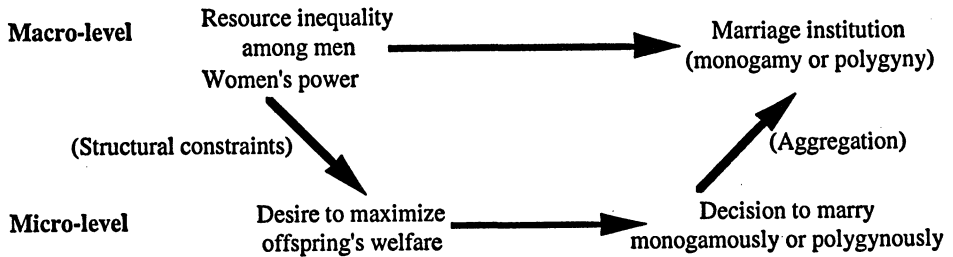 Macro-level
Resource inequality
among men
Women's power
Marriage institution
(monogamy or polygyny)
(Structural constraints)
(Aggregation)
Micro-level
Desire to maximize
offspring's welfare
Decision to marry
monogamously or polygynously